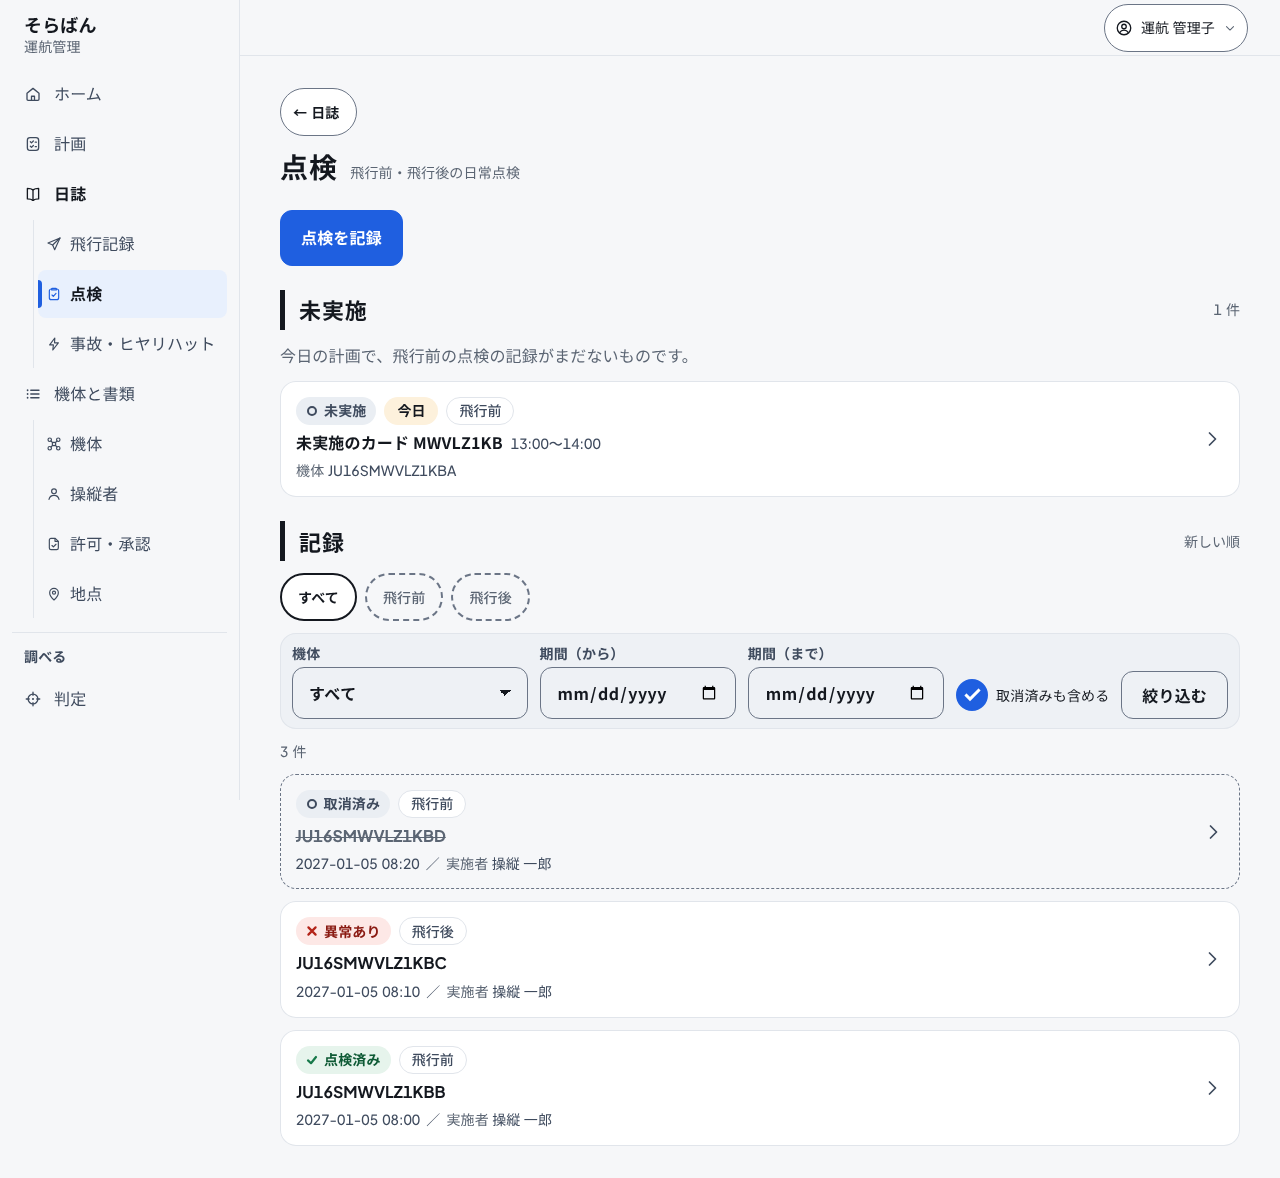 そらばん
運航管理
運航 管理子
ホーム
計画
日誌
飛行記録
点検
事故・ヒヤリハット
機体と書類
機体
操縦者
許可・承認
地点
調べる
判定
← 日誌
点検 飛行前・飛行後の日常点検
点検を記録
未実施 1 件
今日の計画で、飛行前の点検の記録がまだないものです。
未実施 今日 飛行前
未実施のカード MWVLZ1KB 13:00〜14:00
機体 JU16SMWVLZ1KBA
記録 新しい順
すべて 飛行前 飛行後
機体 期間（から） 期間（まで）
すべて mm/dd/yyyy mm/dd/yyyy 取消済みも含める 絞り込む
3 件
取消済み 飛行前
JU16SMWVLZ1KBD
2027-01-05 08:20 ／ 実施者 操縦 一郎
異常あり 飛行後
JU16SMWVLZ1KBC
2027-01-05 08:10 ／ 実施者 操縦 一郎
点検済み 飛行前
JU16SMWVLZ1KBB
2027-01-05 08:00 ／ 実施者 操縦 一郎